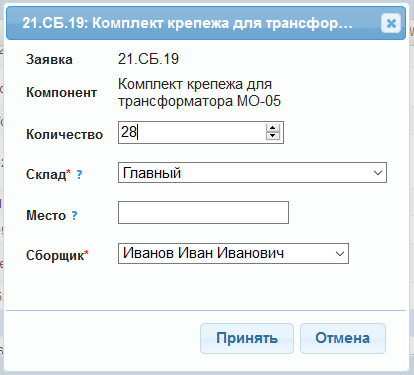 21.СБ.19: Комплект крепежа для трансфор…
Заявка 21.СБ.19
Компонент Комплект крепежа для
трансформатора МО-05
Количество 28
Склад* ? Главный
Место ?
Сборщик* Иванов Иван Иванович
Принять Отмена